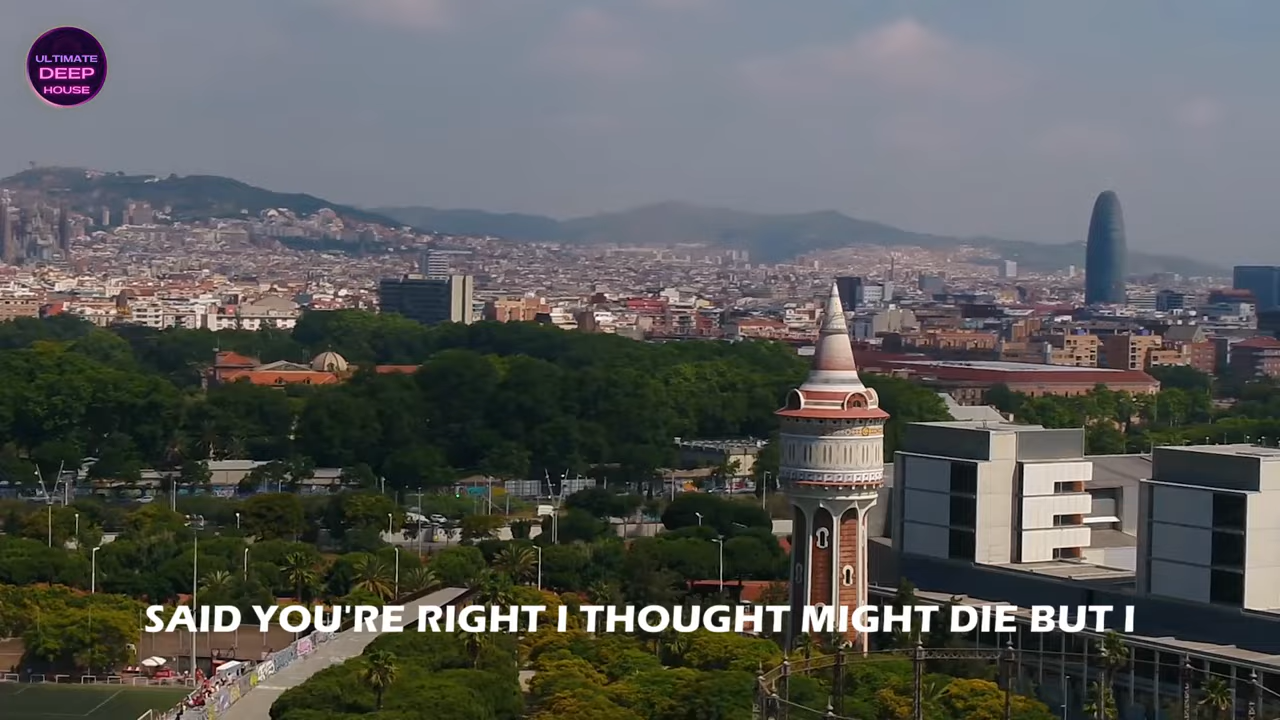 ULTIMATE
DEEP
HOUSE
SAID YOU'RE RIGHT I THOUGHT MIGHT DIE BUT I